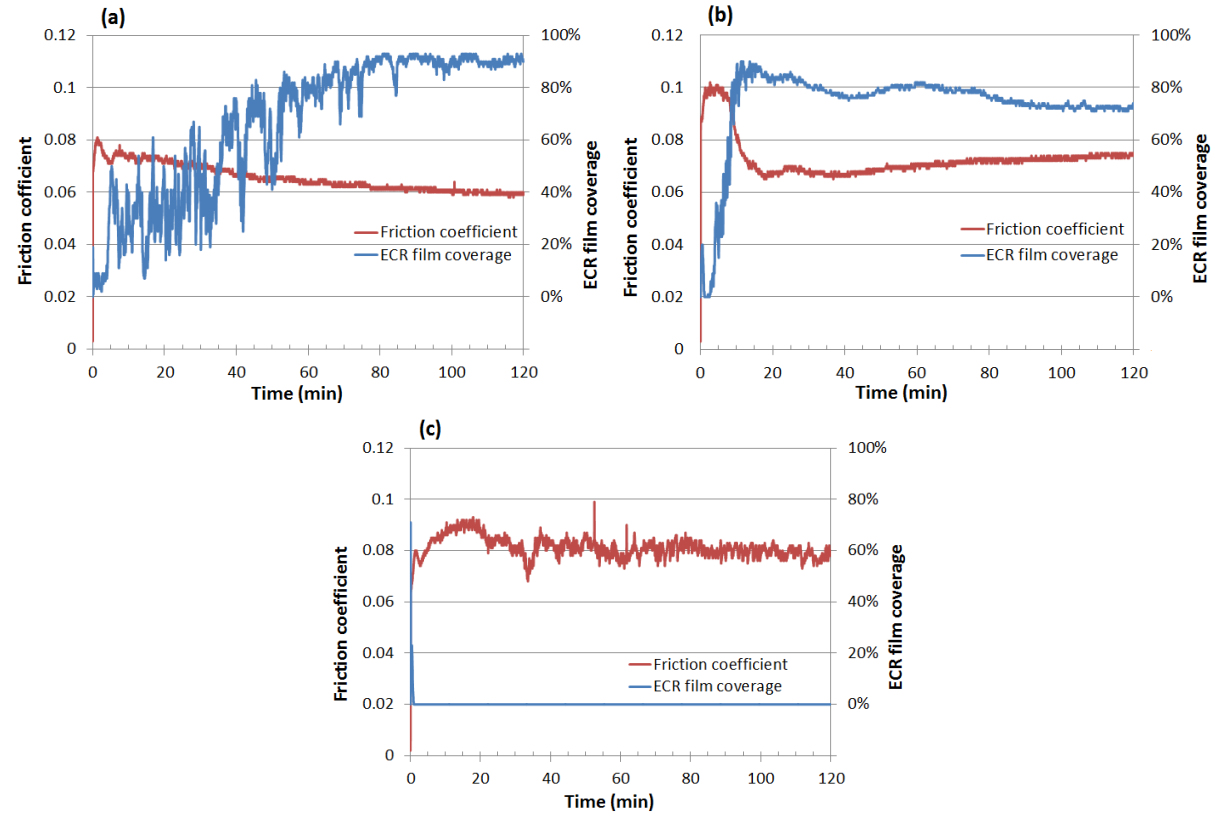 (a)
0.12
0.1
0.08
0.06
0.04
0.02
0
Friction cofficient
100%
80%
60%
40%
20%
0%
ECR film coverage
Friction coefficient
ECR film coverage
0 20 40 60 80 100 120
Time (min)
(b)
0.12
0.1
0.08
0.06
0.04
0.02
0
Friction coefficient
100%
80%
60%
40%
20%
0%
ECR film coverage
Friction coefficient
ECR film coverage
0 20 40 60 80 100 120
Time (min)
(c)
0.12
0.1
0.08
0.06
0.04
0.02
0
Friction coefficient
100%
80%
60%
40%
20%
0%
ECR film coverage
Friction coefficient
ECR film coverage
0 20 40 60 80 100 120
Time (min)